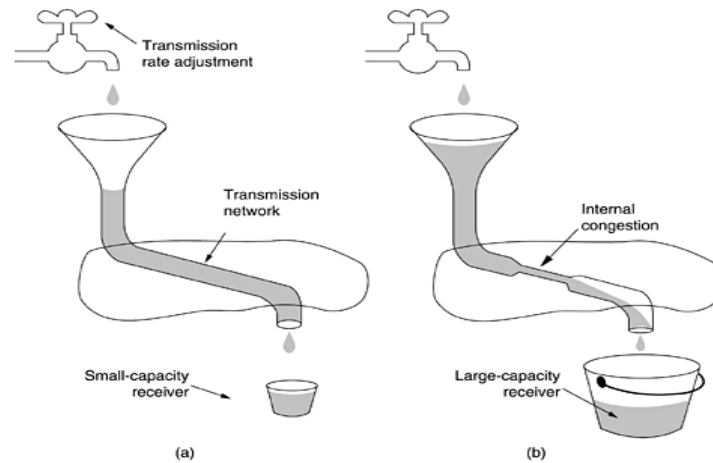 Transmission
rate adjustment
Transmission
network
Internal
congestion
Small-capacity
receiver
Large-capacity
receiver
(a)
(b)